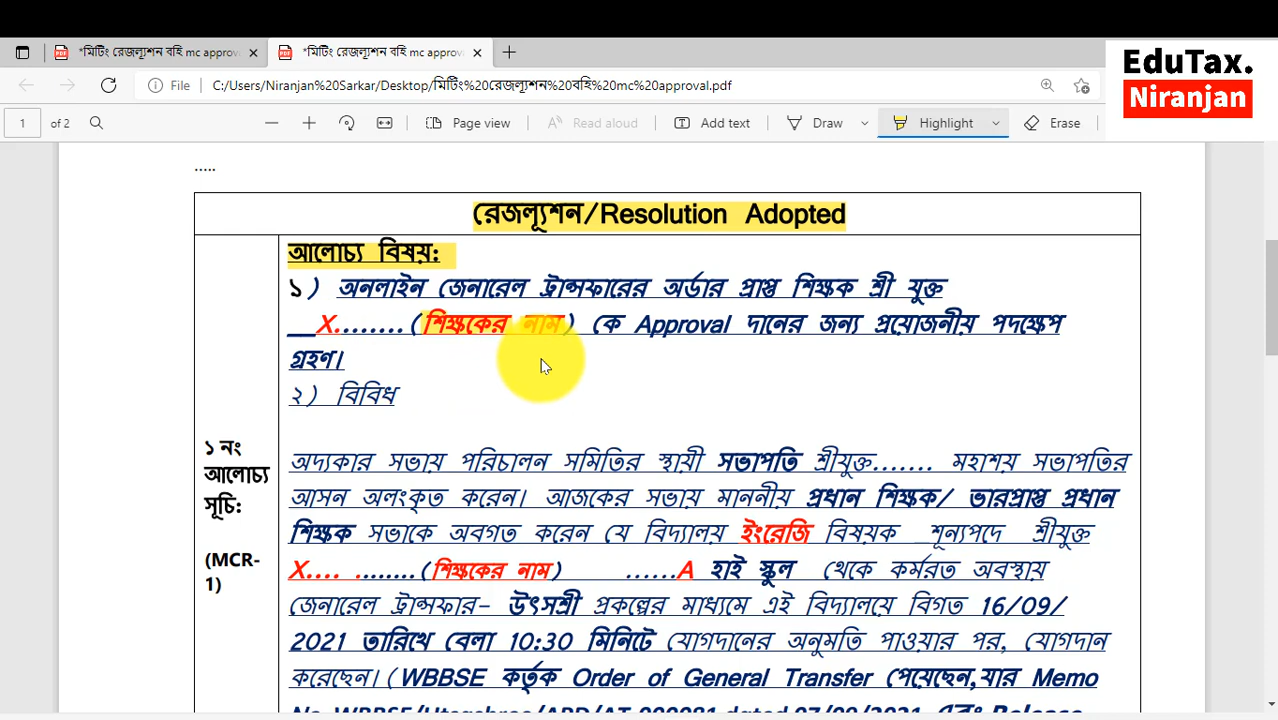 *মিটিং রেজল্যুশন বহি mc approv
*মিটিং রেজল্যুশন বহি mc approv
EduTax.
Niranjan
File C:/Users/Niranjan%20Sarkar/Desktop/মিটিং%20রেজল্যুশন%20বহি%20mc%20approval.pdf
1 of 2 Page view Read aloud Add text Draw Highlight Erase
.....
রেজল্যূশন/Resolution Adopted
আলোচ্য বিষয়:
১) অনলাইন জেনারেল ট্রান্সফারের অর্ডার প্রাপ্ত শিক্ষক শ্রী যুক্ত
__X........(শিক্ষকের নাম) কে Approval দানের জন্য প্রয়োজনীয় পদক্ষেপ
গ্রহণ।
২) বিবিধ
১ নং
আলোচ্য
সূচি:
(MCR-
1)
অদ্যকার সভায় পরিচালন সমিতির স্থায়ী সভাপতি শ্রীযুক্ত....... মহাশয় সভাপতির
আসন অলংকৃত করেন। আজকের সভায় মাননীয় প্রধান শিক্ষক/ ভারপ্রাপ্ত প্রধান
শিক্ষক সভাকে অবগত করেন যে বিদ্যালয় ইংরেজি বিষয়ক শূন্যপদে শ্রীযুক্ত
X.... ........(শিক্ষকের নাম) ......A হাই স্কুল থেকে কর্মরত অবস্থায়
জেনারেল ট্রান্সফার- উৎসশ্রী প্রকল্পের মাধ্যমে এই বিদ্যালয়ে বিগত 16/09/
2021 তারিখে বেলা 10:30 মিনিটে যোগদানের অনুমতি পাওয়ার পর, যোগদান
করেছেন। (WBBSE কর্তৃক Order of General Transfer পেয়েছেন,যার Memo